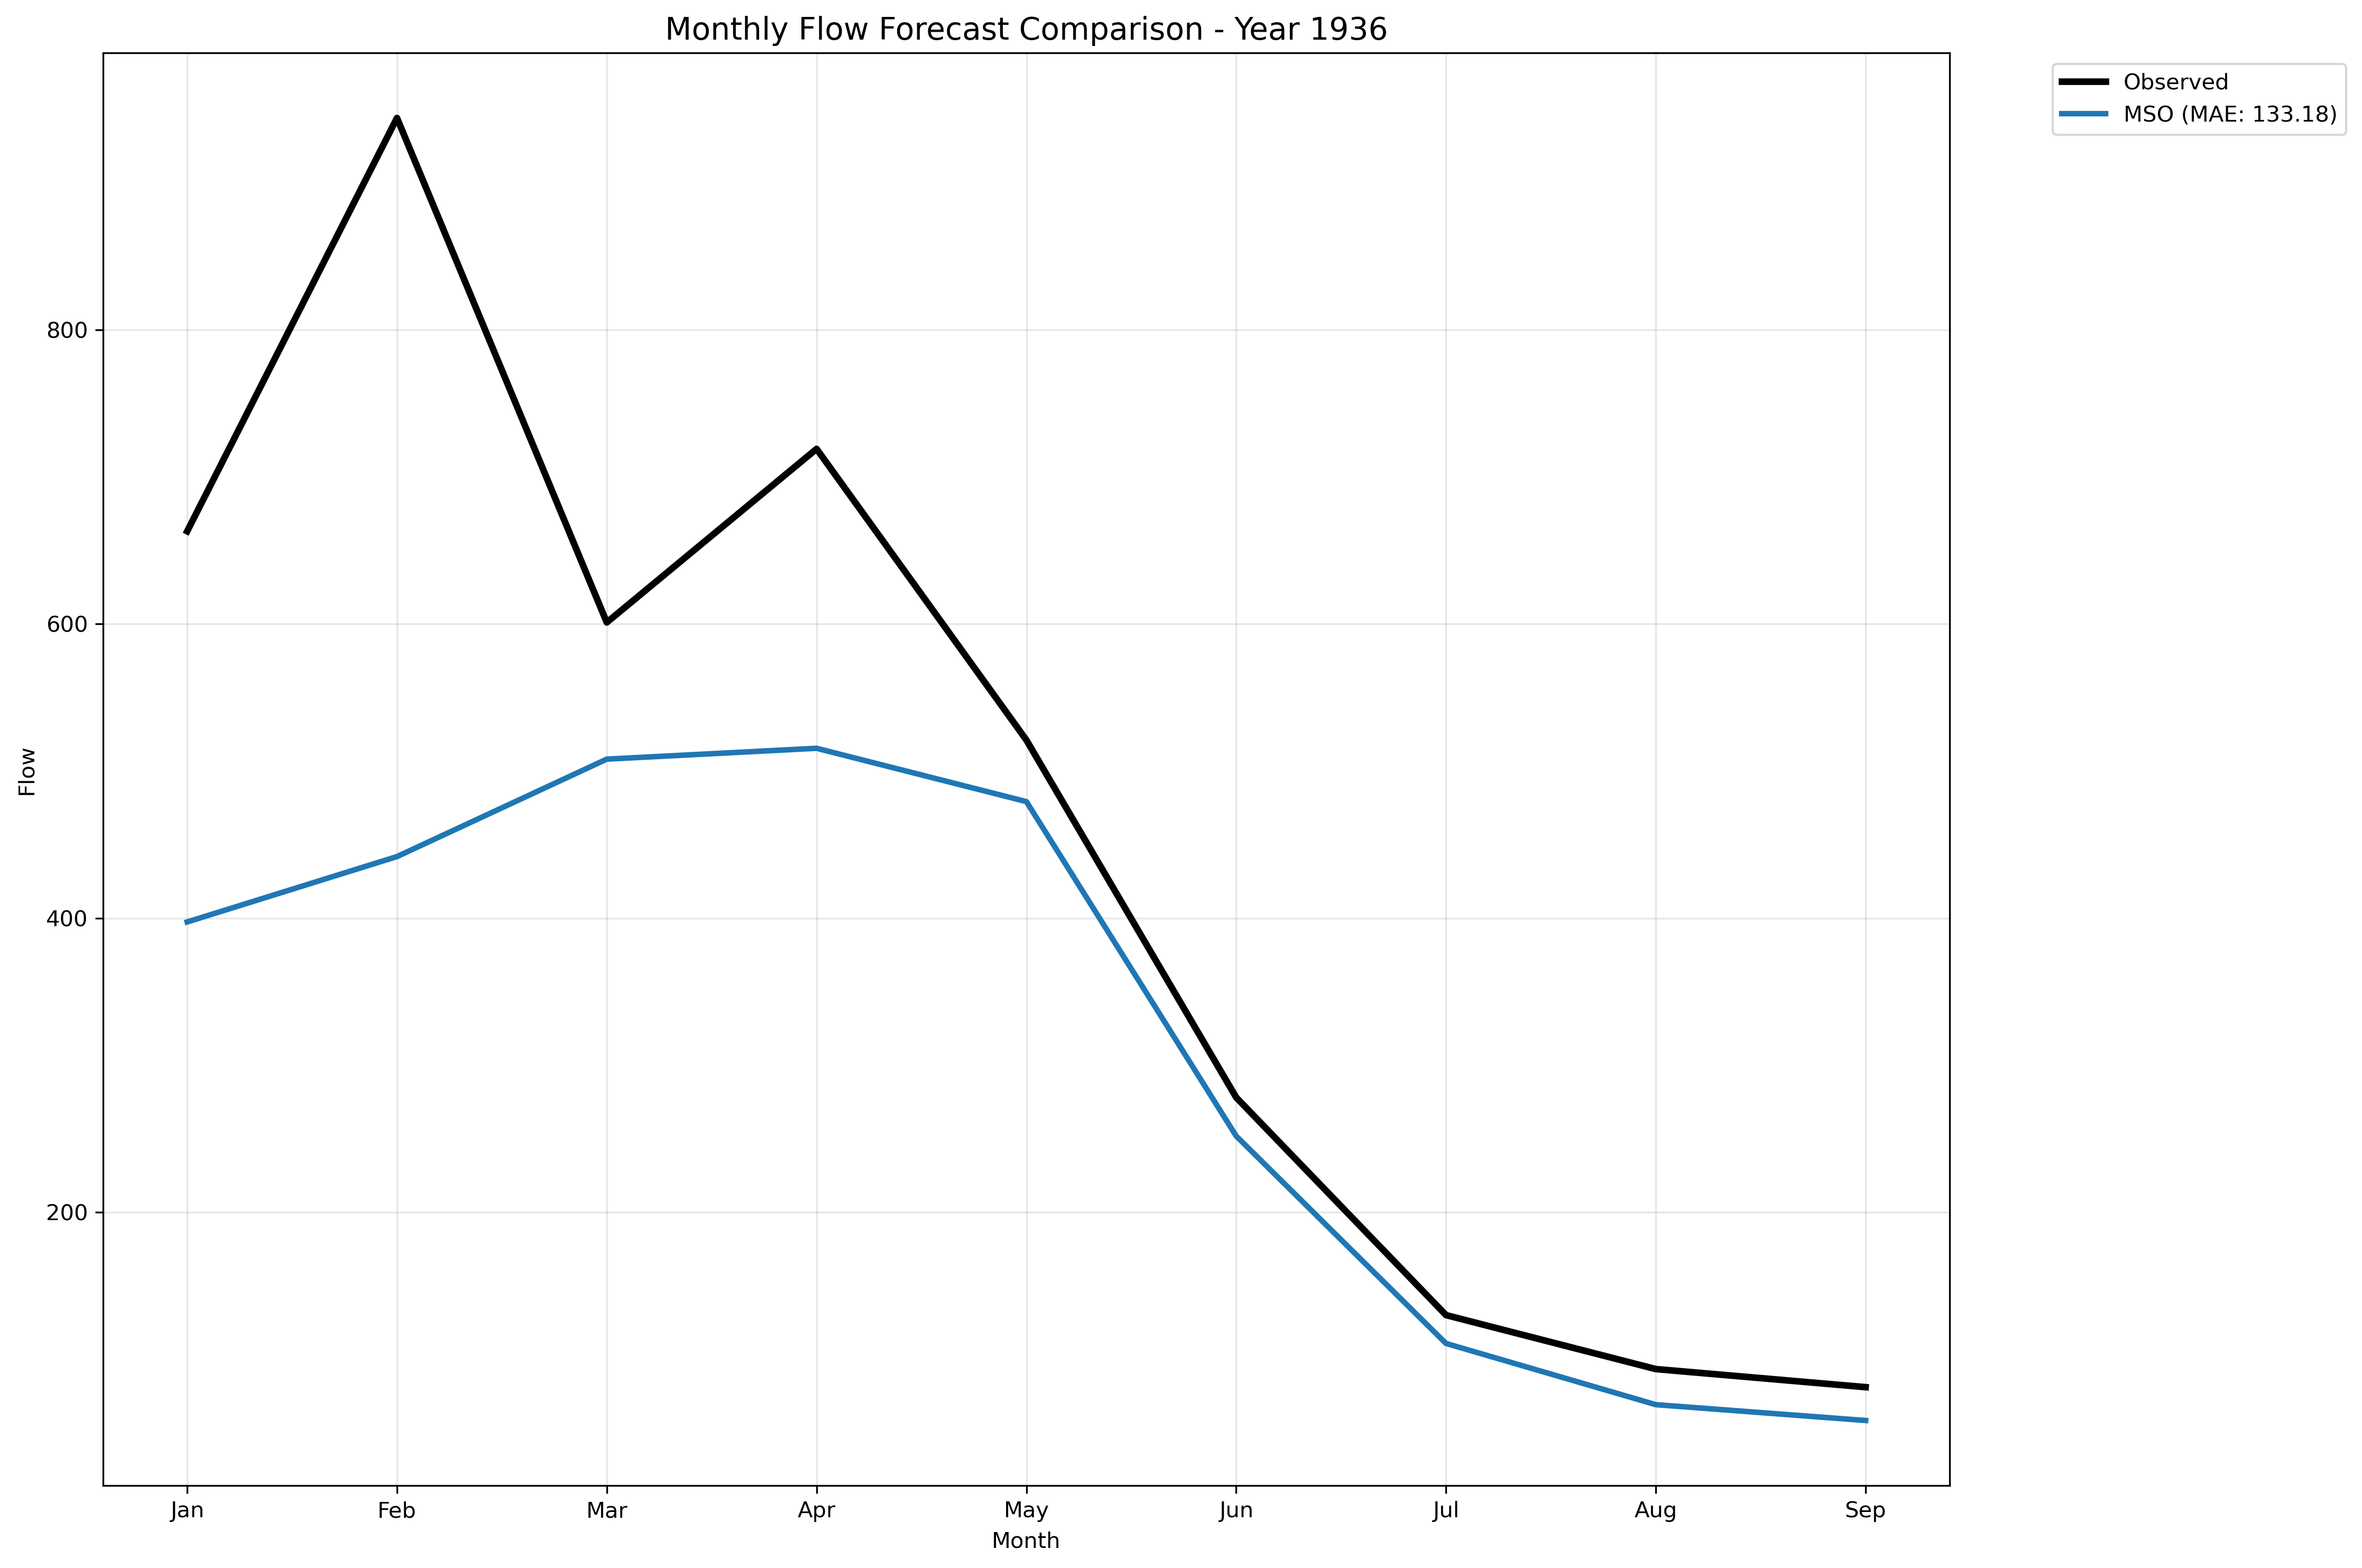 Monthly Flow Forecast Comparison - Year 1936
Observed
MSO (MAE: 133.18)
800
600
400
200
Flow
Jan Feb Mar Apr May Jun Jul Aug Sep
Month